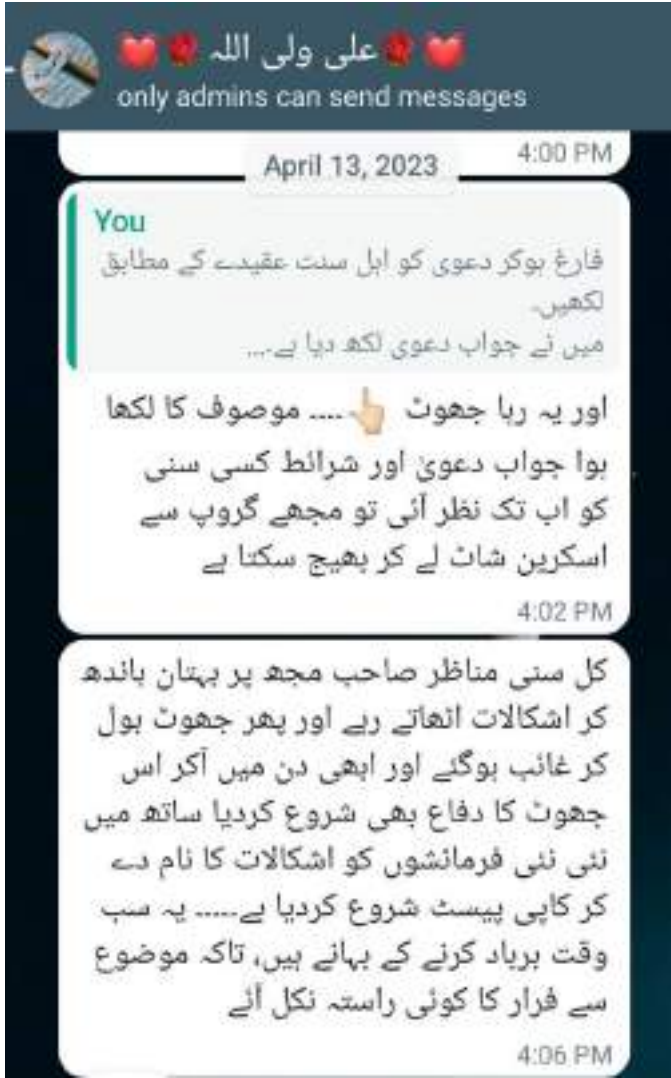 ❤️🌹علی ولی اللہ 🌹❤️
only admins can send messages
4:00 PM
April 13, 2023
You
فارغ ہوکر دعوی کو اہل سنت عقیدے کے مطابق
لکھیں۔
میں نے جواب دعوی لکھ دیا ہے۔...
اور یہ رہا جھوٹ 👆🏻 .... موصوف کا لکھا
ہوا جواب دعویٰ اور شرائط کسی سنی
کو اب تک نظر آئی تو مجھے گروپ سے
اسکرین شاٹ لے کر بھیج سکتا ہے
4:02 PM
کل سنی مناظر صاحب مجھ پر بہتان باندھ
کر اشکالات اٹھاتے رہے اور پھر جھوٹ بول
کر غائب ہوگئے اور ابھی دن میں آکر اس
جھوٹ کا دفاع بھی شروع کردیا ساتھ میں
نئی نئی فرمائشوں کو اشکالات کا نام دے
کر کاپی پیسٹ شروع کردیا ہے..... یہ سب
وقت برباد کرنے کے بہانے ہیں، تاکہ موضوع
سے فرار کا کوئی راستہ نکل آئے
4:06 PM